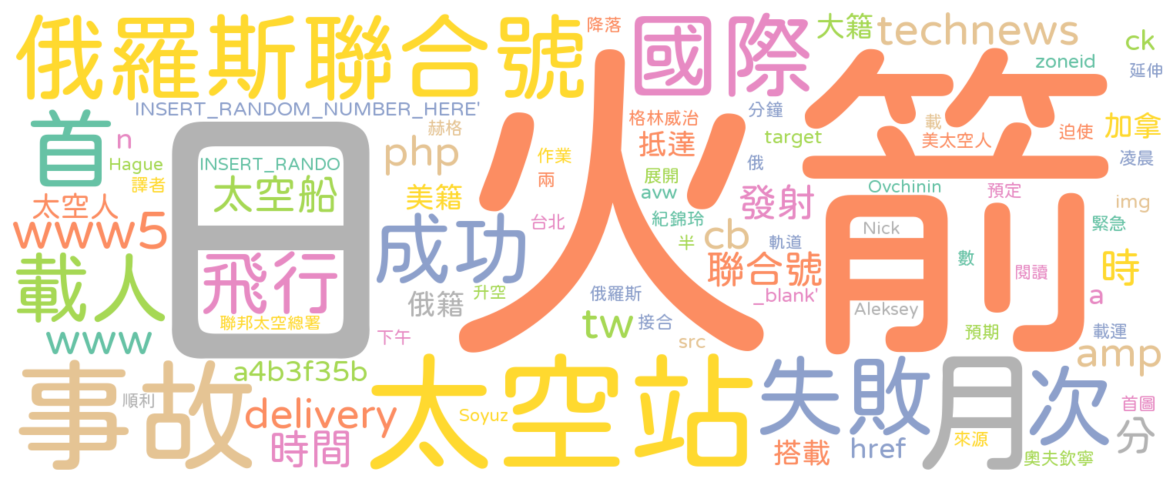 降落
俄羅斯聯合號
國際
大籍
technews
ck
zoneid
延伸
火箭
INSERT_RANDOM_NUMBER_HERE'
分鐘
首
n
日
赫格
格林威治
載
美太空人
迫使
加拿
Hague
INSERT_RANDO
php
作業
抵達
target
俄
凌晨
譯者
太空船
兩
展開
太空人
美籍
avw
發射
Ovchinin
預定
img
www5
成功
台北
紀錦玲
cb
軌道
Nick
緊急
半
載人
飛行
聯合號
數
閱讀
時
俄籍
升空
俄羅斯
_blank'
a
聯邦太空總署
tw
接合
Aleksey
www
下午
src
預期
載運
amp
事故
a4b3f35b
太空站
失敗
月
次
順利
delivery
Soyuz
首圖
時間
搭載
href
來源
分
奧夫欽寧